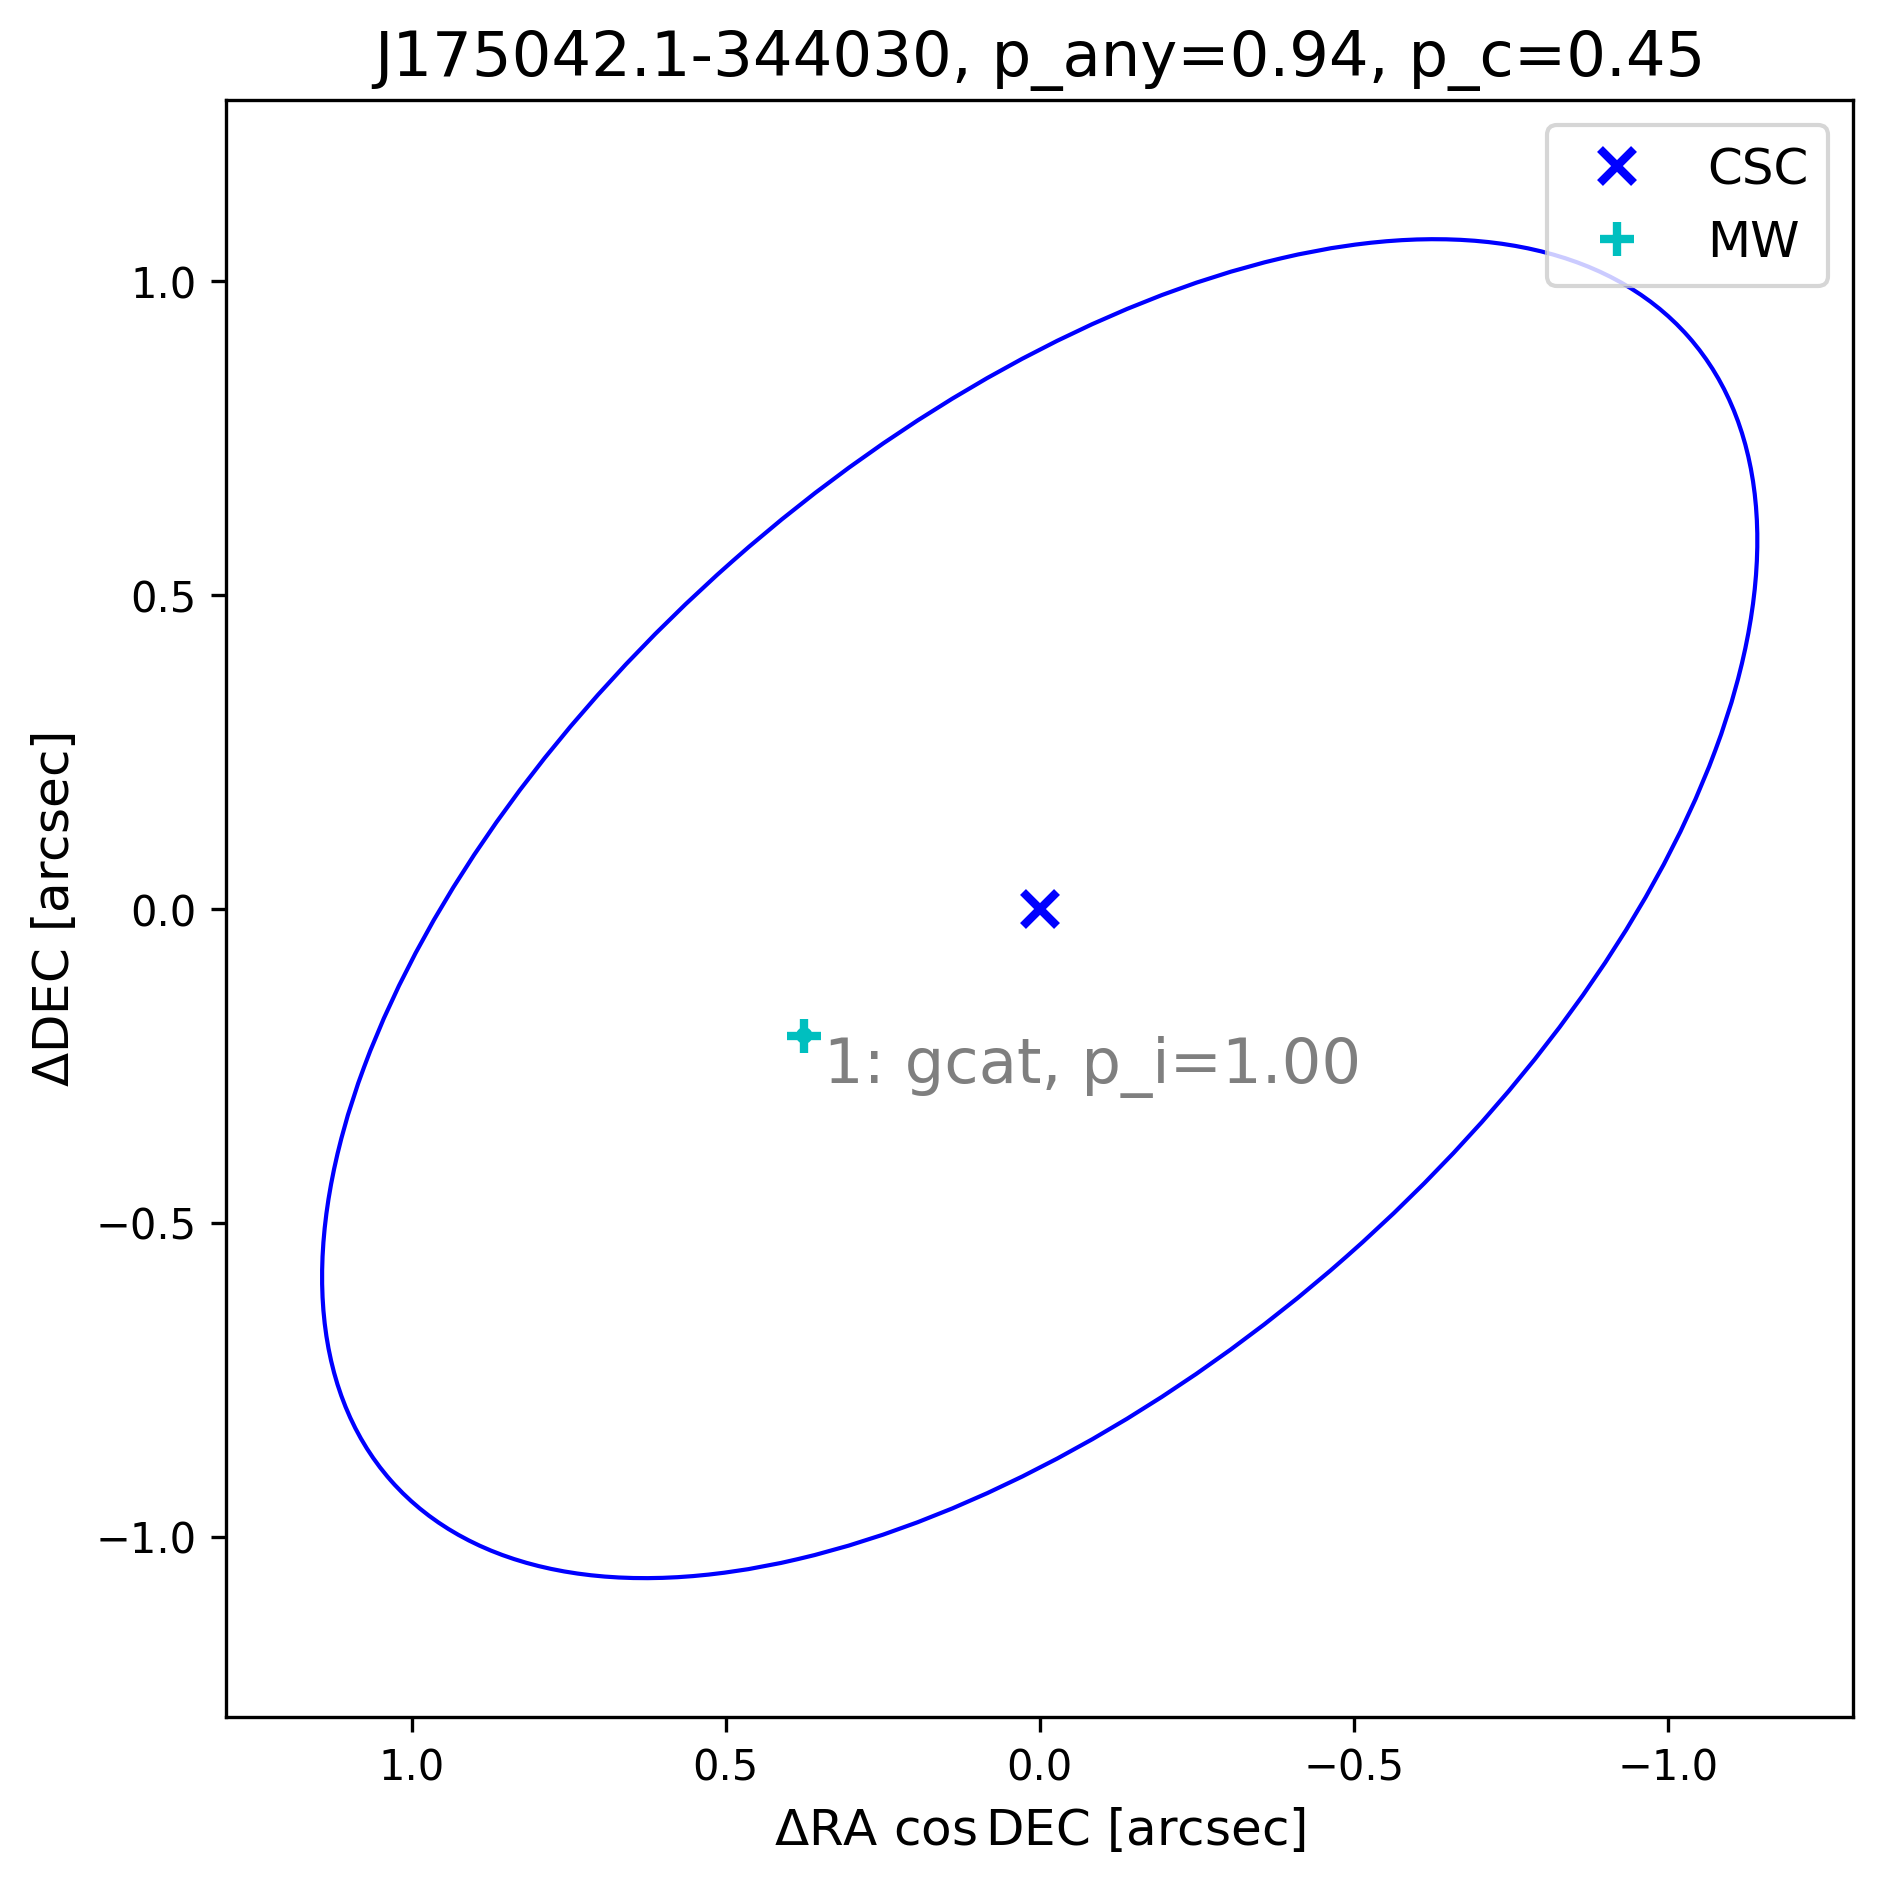 J175042.1-344030, p_any=0.94, p_c=0.45
CSC
MW
1.0
0.5
0.0
−0.5
−1.0
ΔDEC [arcsec]
1: gcat, p_i=1.00
1.0
0.5
0.0
−0.5
−1.0
ΔRA cos DEC [arcsec]